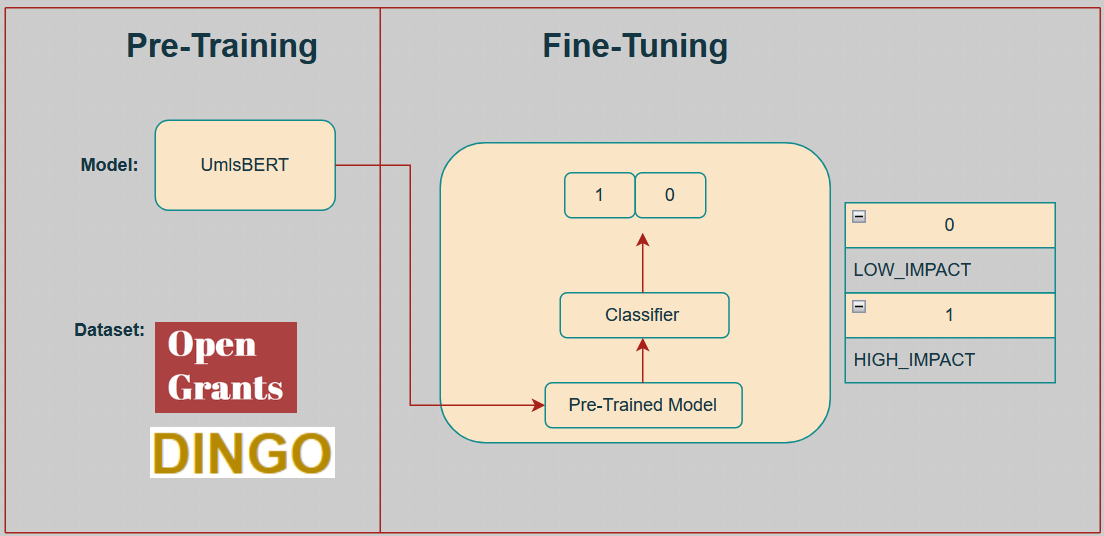 Pre-Training
Fine-Tuning
Model:
UmlsBERT
Dataset:
Open
Grants
DINGO
1
0
Classifier
Pre-Trained Model
0
LOW_IMPACT
1
HIGH_IMPACT